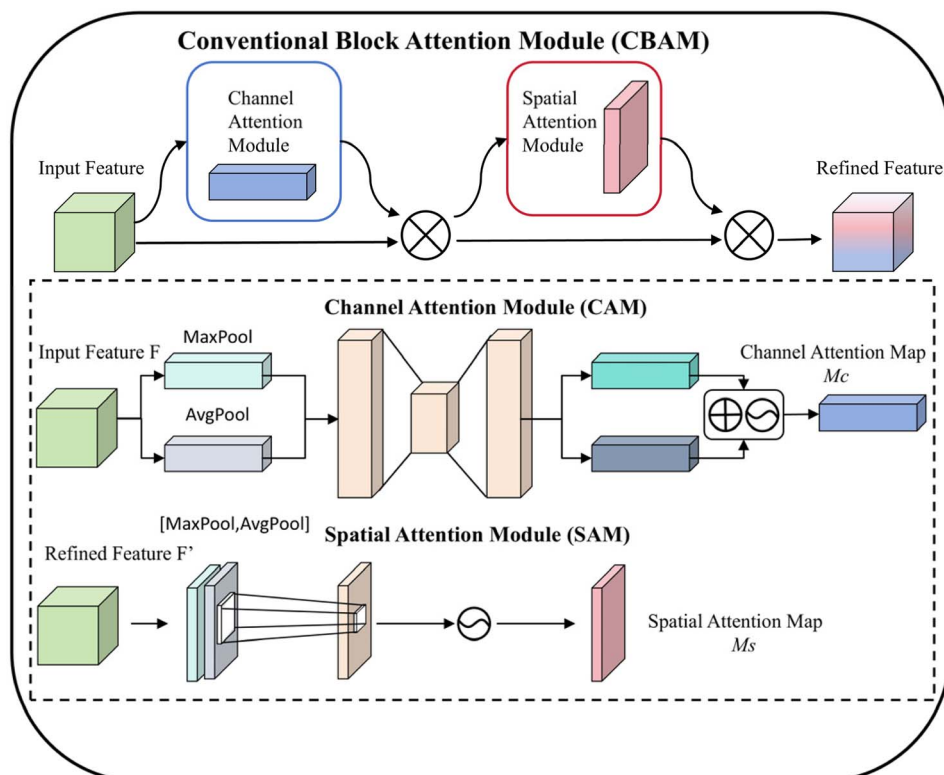 Conventional Block Attention Module (CBAM)
Channel
Attention
Module
Spatial
Attention
Module
Input Feature
Refined Feature
Channel Attention Module (CAM)
Input Feature F
MaxPool
AvgPool
Channel Attention Map
Mc
[MaxPool,AvgPool]
Spatial Attention Module (SAM)
Refined Feature F’
Spatial Attention Map
Ms